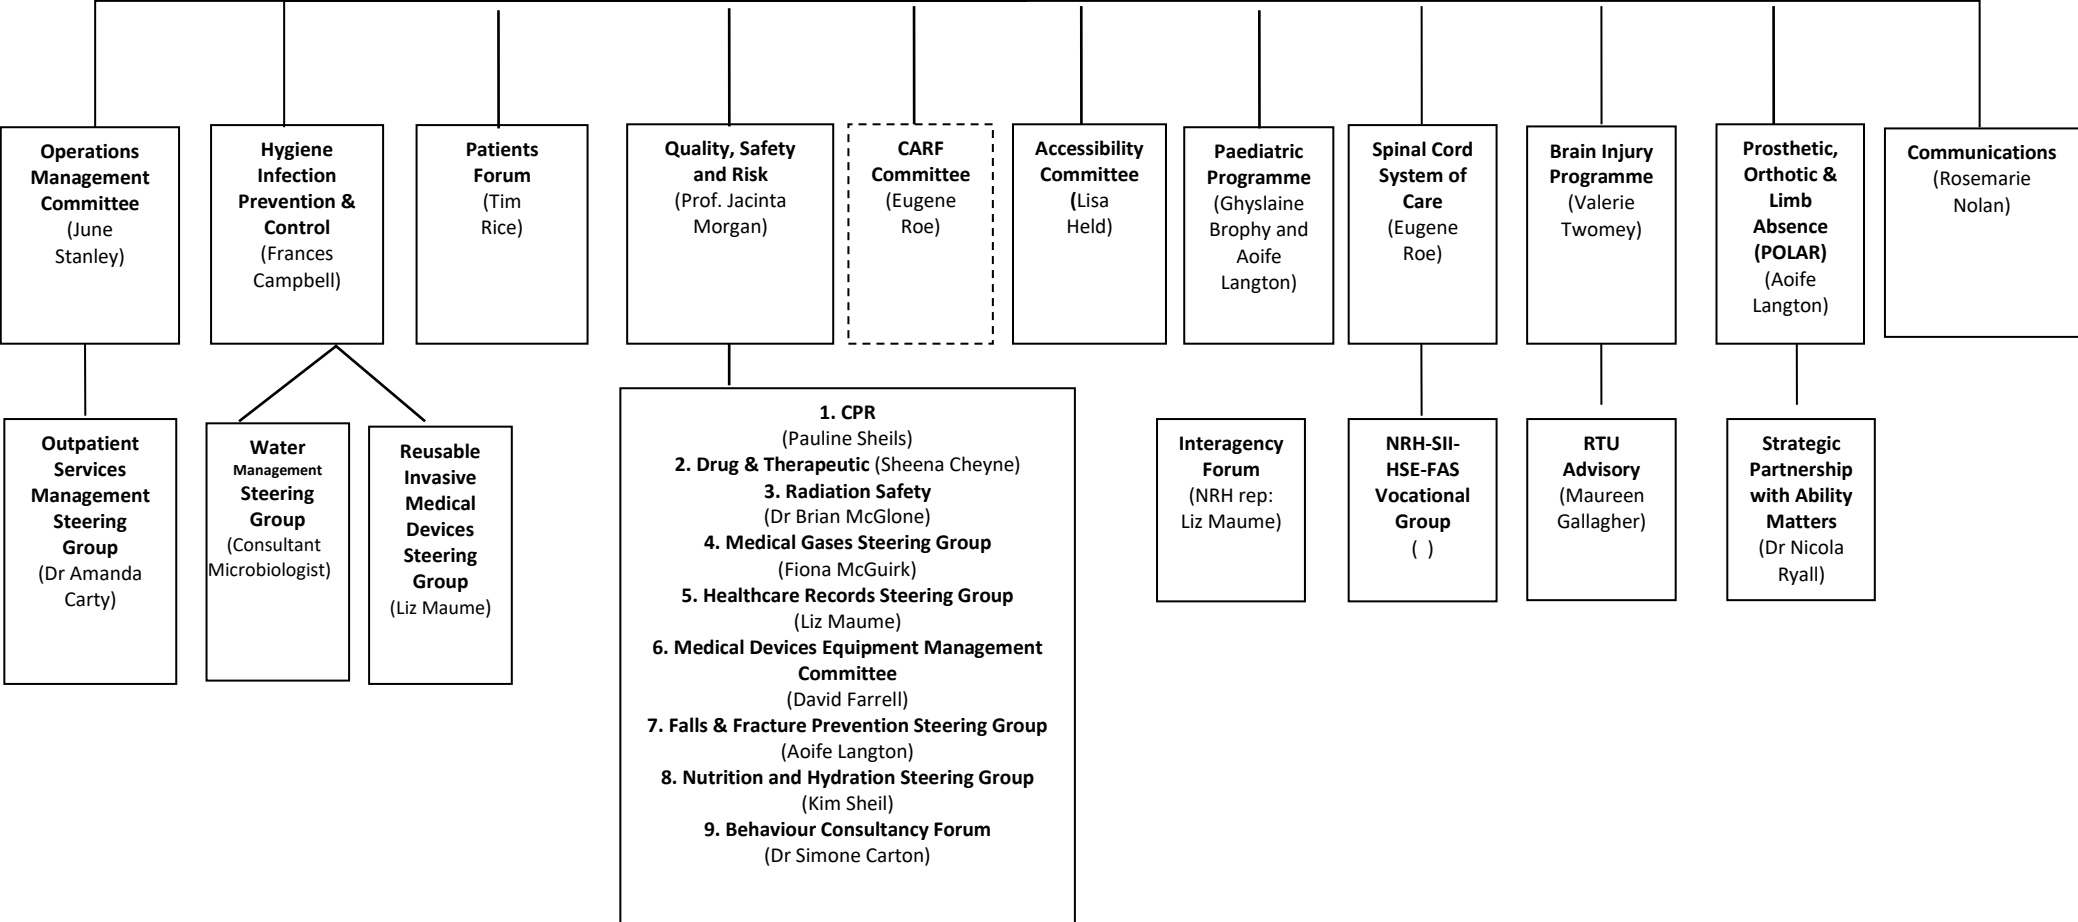 Operations
Management
Committee
(June
Stanley)
Hygiene
Infection
Prevention &
Control
(Frances
Campbell)
Patients
Forum
(Tim
Rice)
Quality, Safety
and Risk
(Prof. Jacinta
Morgan)
CARF
Committee
(Eugene
Roe)
Accessibility
Committee
(Lisa
Held)
Paediatric
Programme
(Ghyslaine
Brophy and
Aoife
Langton)
Spinal Cord
System of
Care
(Eugene
Roe)
Brain Injury
Programme
(Valerie
Twomey)
Prosthetic,
Orthotic &
Limb
Absence
(POLAR)
(Aoife
Langton)
Communications
(Rosemarie
Nolan)
Outpatient
Services
Management
Steering
Group
(Dr Amanda
Carty)
Water
Management
Steering
Group
(Consultant
Microbiologist)
Reusable
Invasive
Medical
Devices
Steering
Group
(Liz Maume)
1. CPR
(Pauline Sheils)
2. Drug & Therapeutic (Sheena Cheyne)
3. Radiation Safety
(Dr Brian McGlone)
4. Medical Gases Steering Group
(Fiona McGuirk)
5. Healthcare Records Steering Group
(Liz Maume)
6. Medical Devices Equipment Management
Committee
(David Farrell)
7. Falls & Fracture Prevention Steering Group
(Aoife Langton)
8. Nutrition and Hydration Steering Group
(Kim Sheil)
9. Behaviour Consultancy Forum
(Dr Simone Carton)
Interagency
Forum
(NRH rep:
Liz Maume)
NRH-SII-
HSE-FAS
Vocational
Group
( )
RTU
Advisory
(Maureen
Gallagher)
Strategic
Partnership
with Ability
Matters
(Dr Nicola
Ryall)